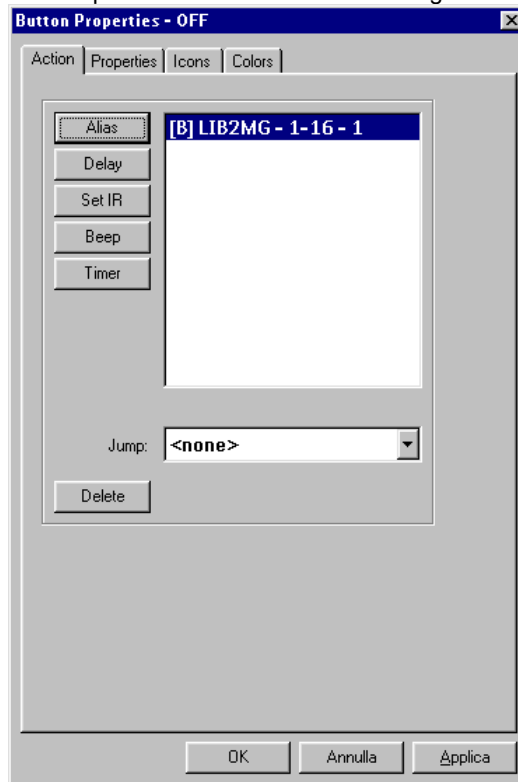 Button Properties - OFF
Action Properties Icons Colors
Alias
[B] LIB2MG - 1-16 - 1
Delay
Set IR
Beep
Timer
Jump: <none>
Delete
OK Annulla Applica